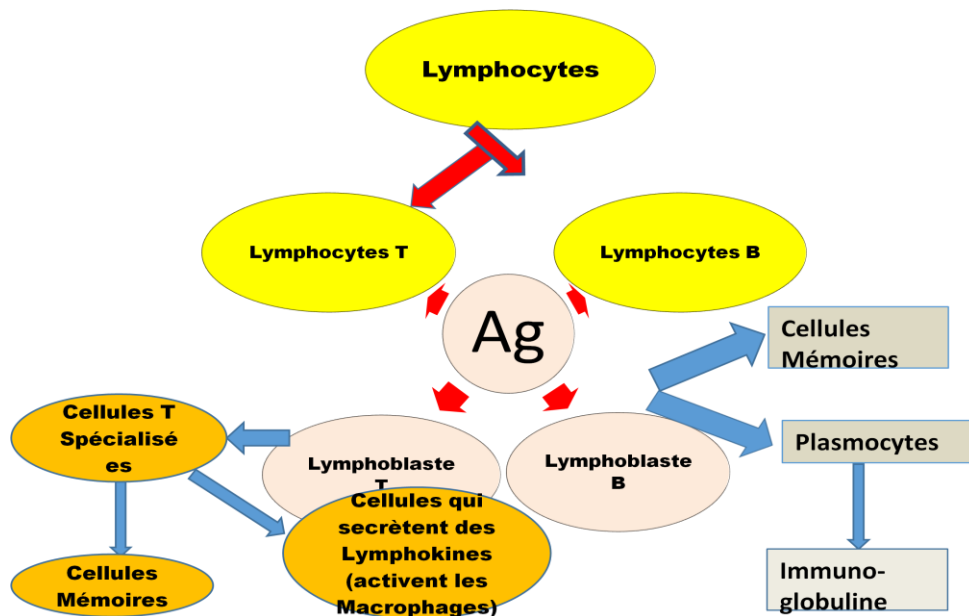 Lymphocytes
Lymphocytes T
Lymphocytes B
Ag
Cellules
Mémoires
Cellules T
Spécialisé
es
Lymphoblaste
T
Lymphoblaste
B
Plasmocytes
Cellules qui
secrètent des
Lymphokines
(activent les
Macrophages)
Cellules
Mémoires
Immuno-
globuline